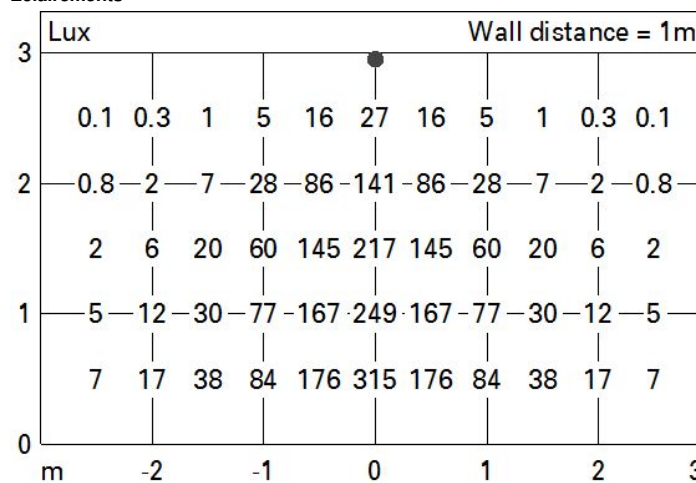 Lux Wall distance = 1m
3
0.1 0.3 1 5 16 27 16 5 1 0.3 0.1
2 0.8 2 7 28 86 141 86 28 7 2 0.8
2 6 20 60 145 217 145 60 20 6 2
1 5 12 30 77 167 249 167 77 30 12 5
7 17 38 84 176 315 176 84 38 17 7
0
m -2 -1 0 1 2 3